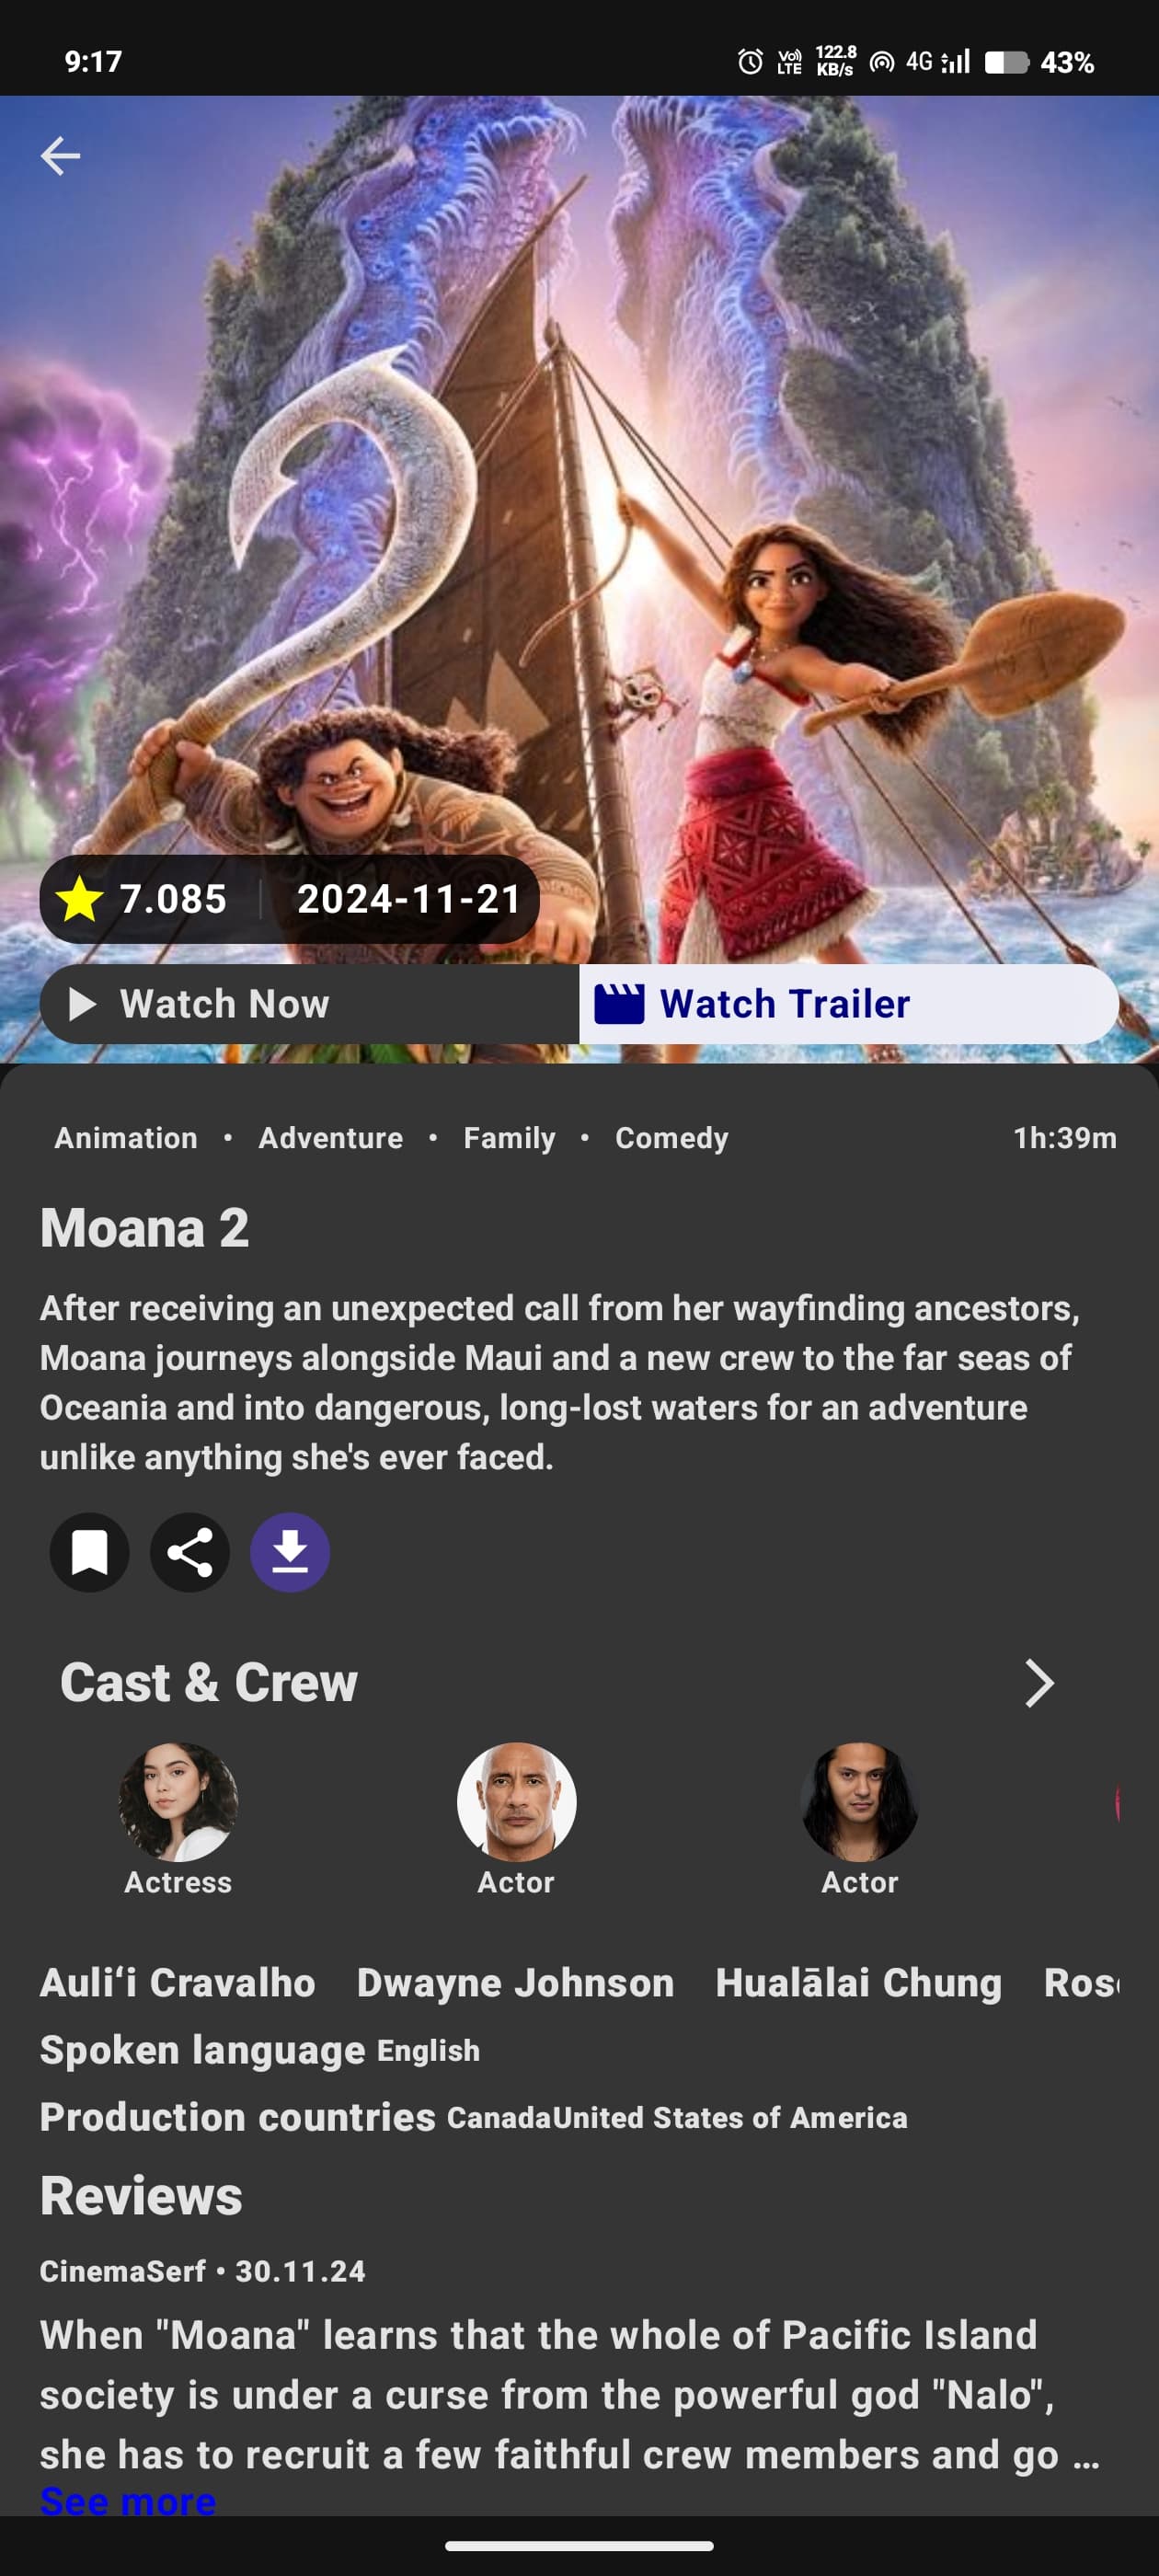 9:17
Vo)) LTE
122.8 KB/s
4G
43%
7.085
2024-11-21
Watch Now
Watch Trailer
Animation • Adventure • Family • Comedy
1h:39m
Moana 2
After receiving an unexpected call from her wayfinding ancestors,
Moana journeys alongside Maui and a new crew to the far seas of
Oceania and into dangerous, long-lost waters for an adventure
unlike anything she's ever faced.
Cast & Crew
Actress
Actor
Actor
Auliʻi Cravalho
Dwayne Johnson
Hualālai Chung
Rose
Spoken language English
Production countries CanadaUnited States of America
Reviews
CinemaSerf • 30.11.24
When "Moana" learns that the whole of Pacific Island
society is under a curse from the powerful god "Nalo",
she has to recruit a few faithful crew members and go ...
See more